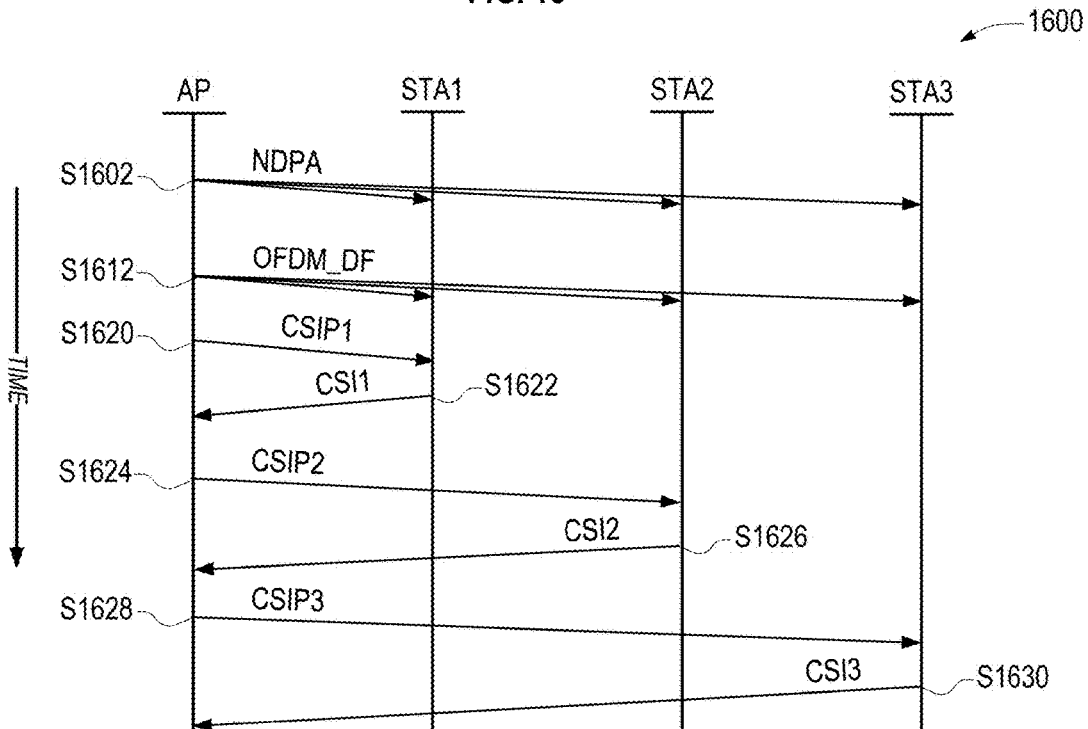 1600
AP STA1 STA2 STA3
S1602 NDPA
S1612 OFDM_DF
S1620 CSIP1
CSI1 S1622
TIME
S1624 CSIP2
CSI2 S1626
S1628 CSIP3
CSI3 S1630